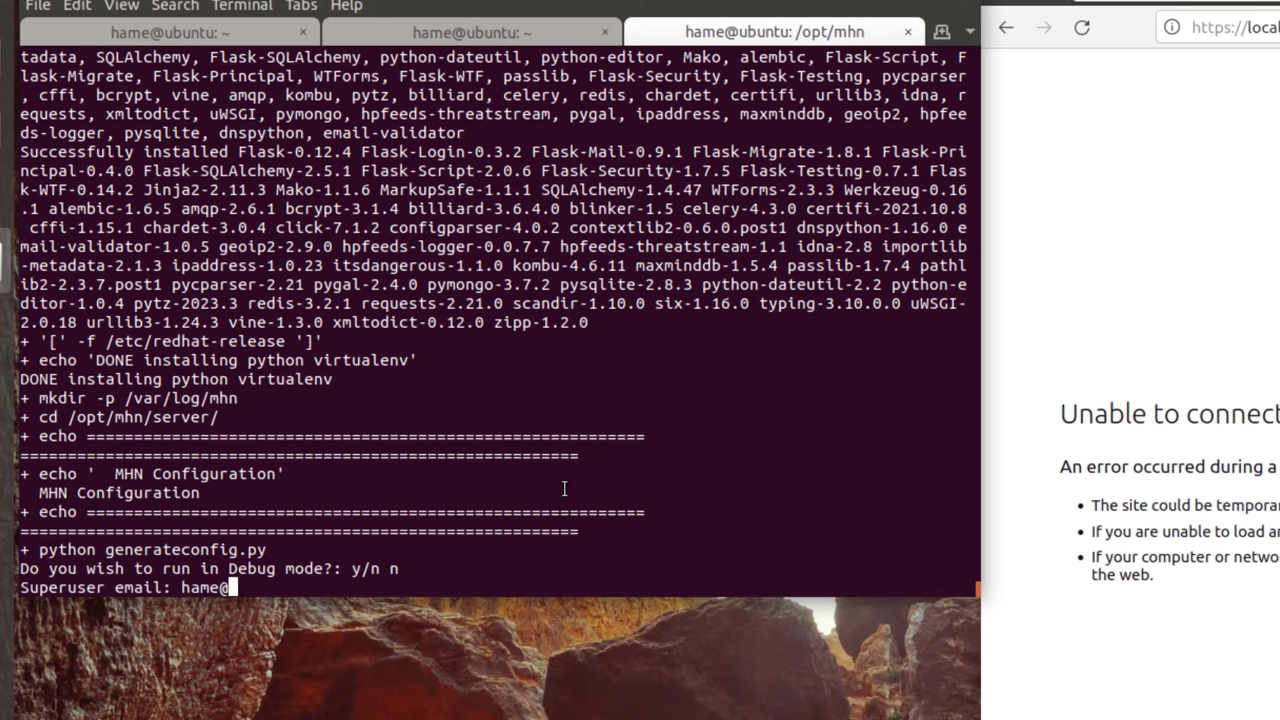 File Edit View Search Terminal Tabs Help
hame@ubuntu: ~ × hame@ubuntu: ~ × hame@ubuntu: /opt/mhn ×
https://local
tadata, SQLAlchemy, Flask-SQLAlchemy, python-dateutil, python-editor, Mako, alembic, Flask-Script, F
lask-Migrate, Flask-Principal, WTForms, Flask-WTF, passlib, Flask-Security, Flask-Testing, pycparser
, cffi, bcrypt, vine, amqp, kombu, pytz, billiard, celery, redis, chardet, certifi, urllib3, idna, r
equests, xmltodict, uWSGI, pymongo, hpfeeds-threatstream, pygal, ipaddress, maxminddb, geoip2, hpfee
ds-logger, pysqlite, dnspython, email-validator
Successfully installed Flask-0.12.4 Flask-Login-0.3.2 Flask-Mail-0.9.1 Flask-Migrate-1.8.1 Flask-Pri
ncipal-0.4.0 Flask-SQLAlchemy-2.5.1 Flask-Script-2.0.6 Flask-Security-1.7.5 Flask-Testing-0.7.1 Flas
k-WTF-0.14.2 Jinja2-2.11.3 Mako-1.1.6 MarkupSafe-1.1.1 SQLAlchemy-1.4.47 WTForms-2.3.3 Werkzeug-0.16
.1 alembic-1.6.5 amqp-2.6.1 bcrypt-3.1.4 billiard-3.6.4.0 blinker-1.5 celery-4.3.0 certifi-2021.10.8
 cffi-1.15.1 chardet-3.0.4 click-7.1.2 configparser-4.0.2 contextlib2-0.6.0.post1 dnspython-1.16.0 e
mail-validator-1.0.5 geoip2-2.9.0 hpfeeds-logger-0.0.7.7 hpfeeds-threatstream-1.1 idna-2.8 importlib
-metadata-2.1.3 ipaddress-1.0.23 itsdangerous-1.1.0 kombu-4.6.11 maxminddb-1.5.4 passlib-1.7.4 pathl
ib2-2.3.7.post1 pycparser-2.21 pygal-2.4.0 pymongo-3.7.2 pysqlite-2.8.3 python-dateutil-2.2 python-e
ditor-1.0.4 pytz-2023.3 redis-3.2.1 requests-2.21.0 scandir-1.10.0 six-1.16.0 typing-3.10.0.0 uWSGI-
2.0.18 urllib3-1.24.3 vine-1.3.0 xmltodict-0.12.0 zipp-1.2.0
+ '[' -f /etc/redhat-release ']'
+ echo 'DONE installing python virtualenv'
DONE installing python virtualenv
+ mkdir -p /var/log/mhn
+ cd /opt/mhn/server/
+ echo ===========================================================
===========================================================
+ echo '  MHN Configuration'
  MHN Configuration
+ echo ===========================================================
===========================================================
+ python generateconfig.py
Do you wish to run in Debug mode?: y/n n
Superuser email: hame@
Unable to connect
An error occurred during a
• The site could be tempora
• If you are unable to load an
• If your computer or netwo
the web.